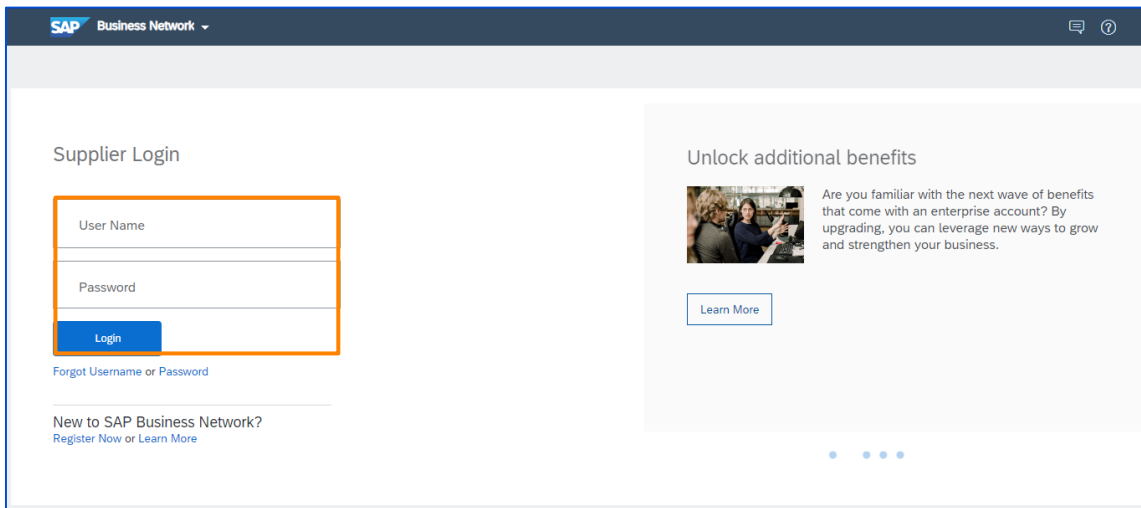 SAP Business Network
Supplier Login
User Name
Password
Login
Forgot Username or Password
New to SAP Business Network?
Register Now or Learn More
Unlock additional benefits
Are you familiar with the next wave of benefits
that come with an enterprise account? By
upgrading, you can leverage new ways to grow
and strengthen your business.
Learn More